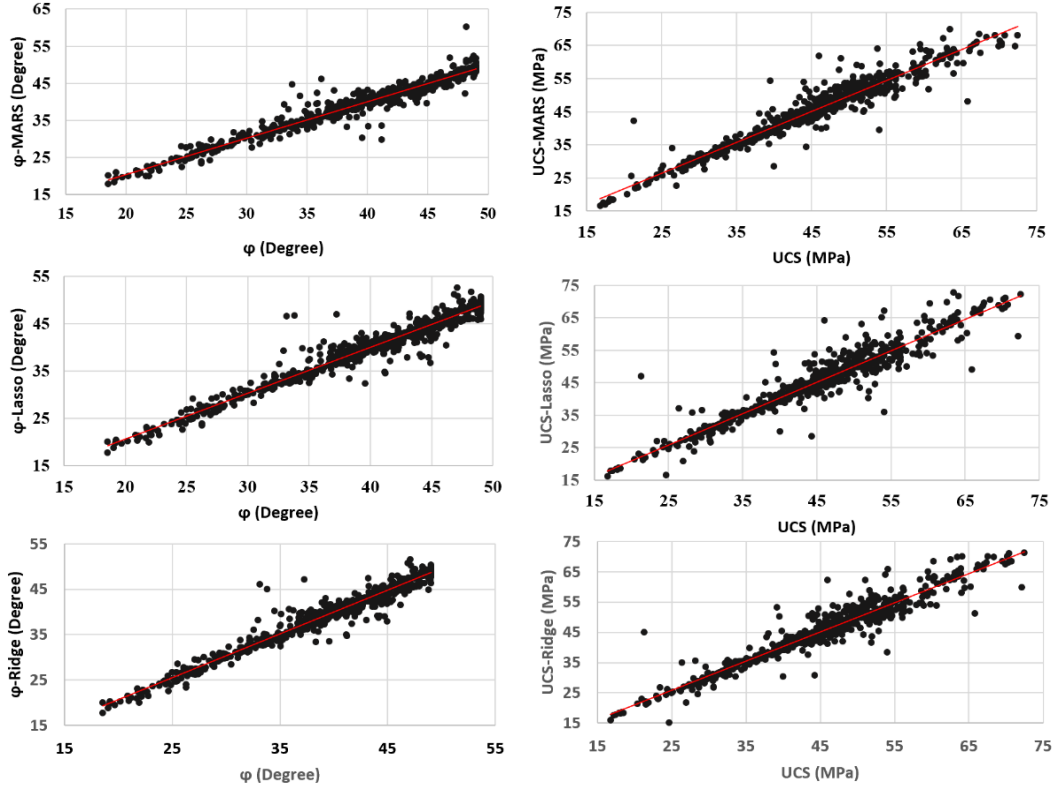 65
55
45
35
25
15
φ-MARS (Degree)
15 20 25 30 35 40 45 50
φ (Degree)
75
65
55
45
35
25
15
UCS-MARS (MPa)
15 25 35 45 55 65 75
UCS (MPa)
55
45
35
25
15
φ-Lasso (Degree)
15 20 25 30 35 40 45 50
φ (Degree)
75
65
55
45
35
25
15
UCS-Lasso (MPa)
15 25 35 45 55 65 75
UCS (MPa)
55
45
35
25
15
φ-Ridge (Degree)
15 25 35 45 55
φ (Degree)
75
65
55
45
35
25
15
UCS-Ridge (MPa)
15 25 35 45 55 65 75
UCS (MPa)